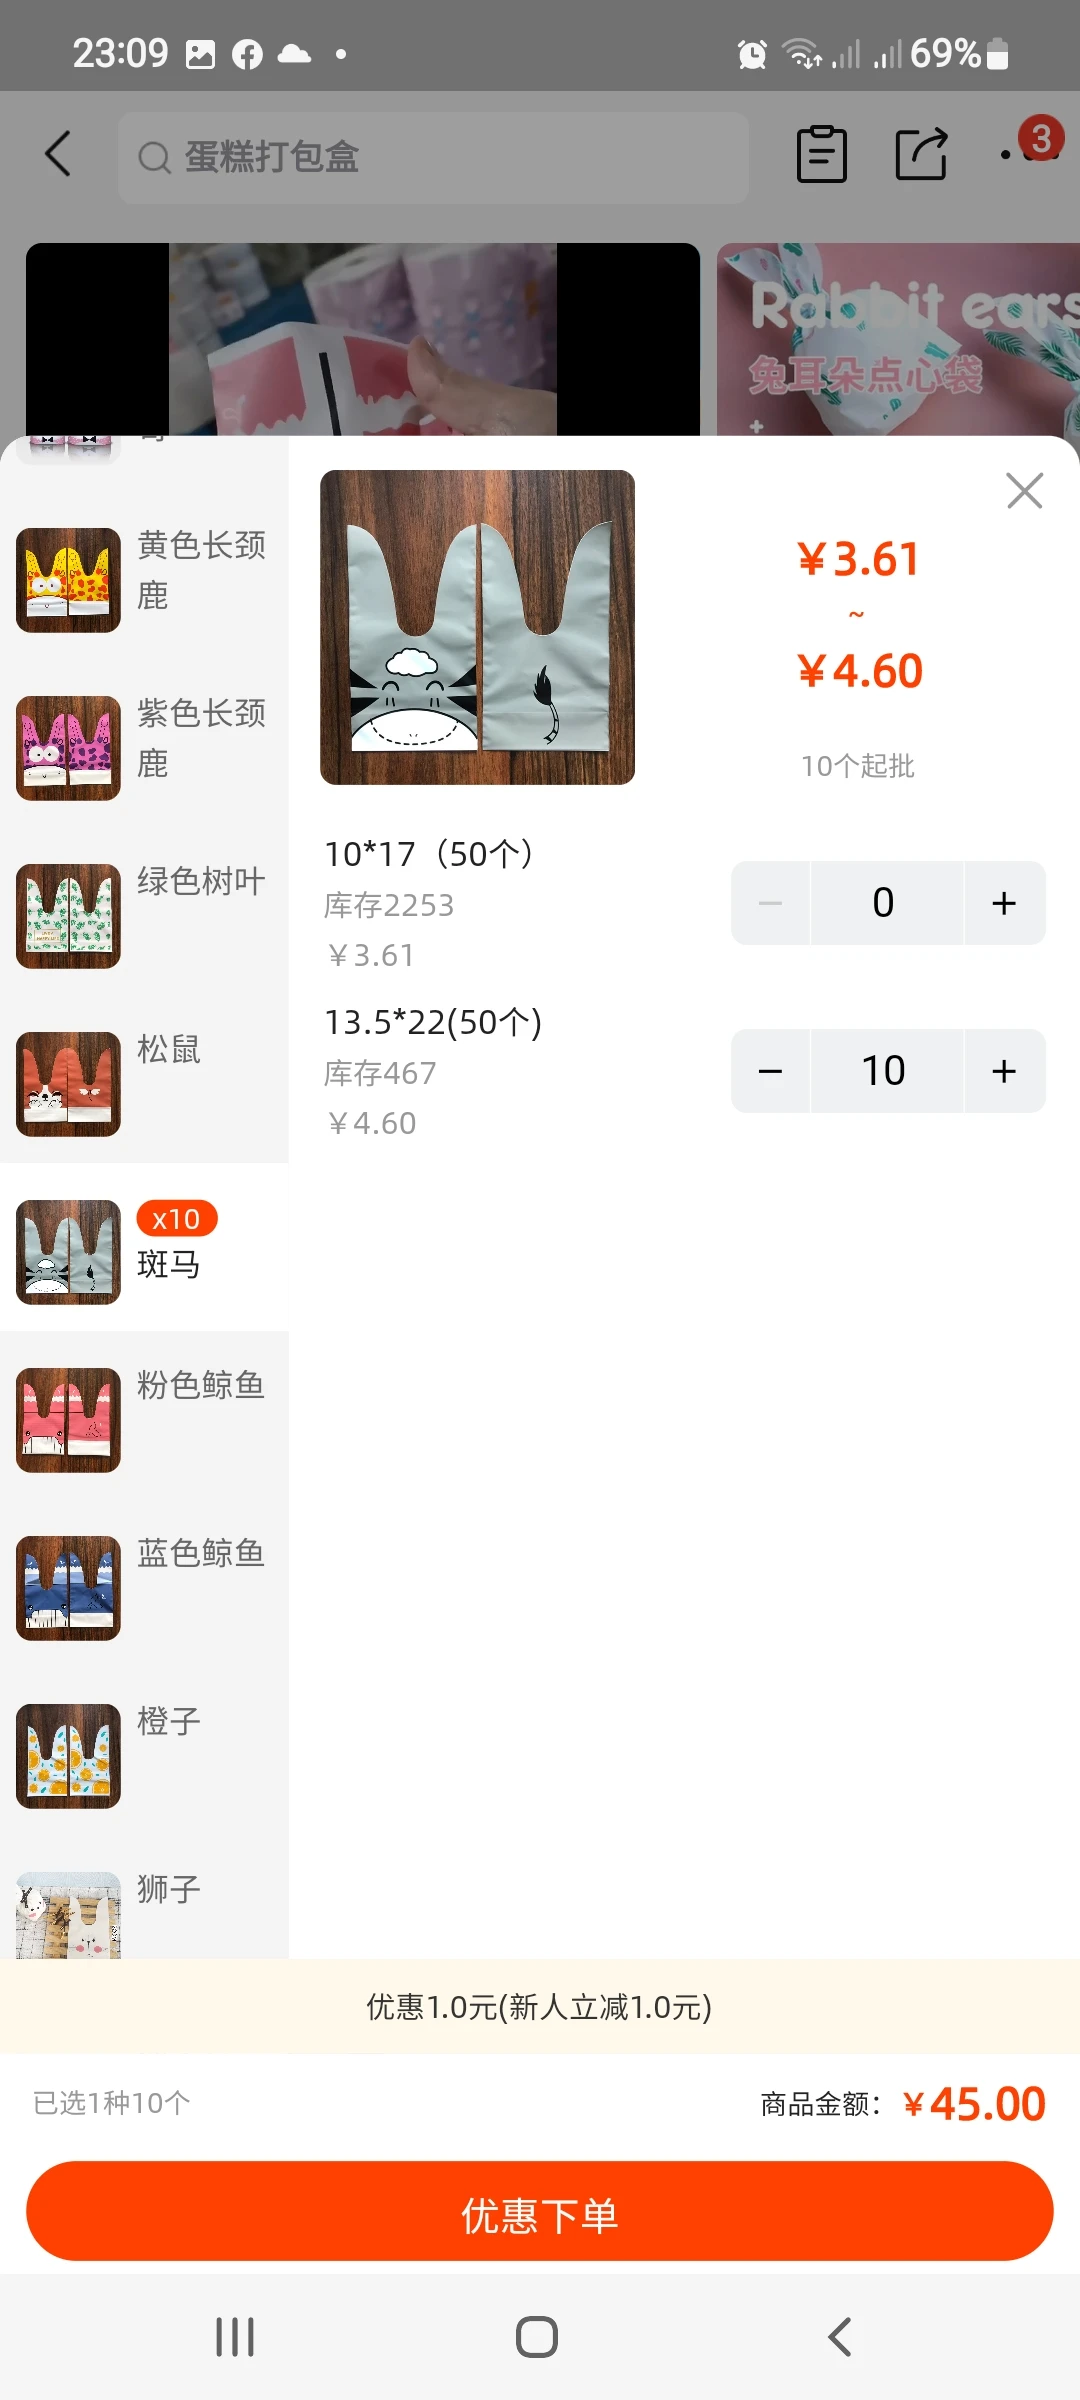 23:09
69%
蛋糕打包盒
3
Rabbit ears
兔耳朵点心袋
黄色长颈
鹿
紫色长颈
鹿
绿色树叶
松鼠
x10
斑马
粉色鲸鱼
蓝色鲸鱼
橙子
狮子
¥3.61
~
¥4.60
10个起批
10*17（50个）
库存2253
¥3.61
0
13.5*22(50个)
库存467
¥4.60
10
优惠1.0元(新人立减1.0元)
已选1种10个
商品金额：¥45.00
优惠下单